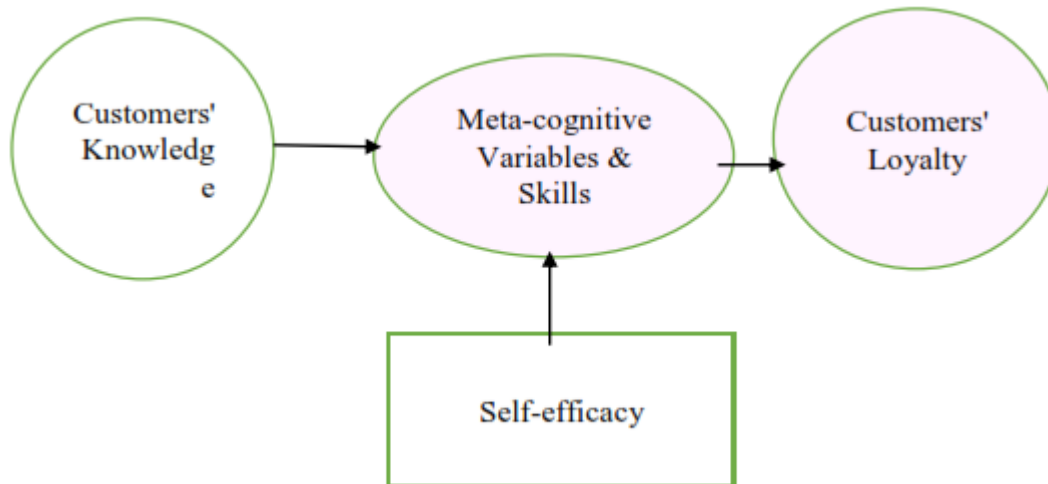 Customers'
Knowledg
e
Meta-cognitive
Variables &
Skills
Customers'
Loyalty
Self-efficacy